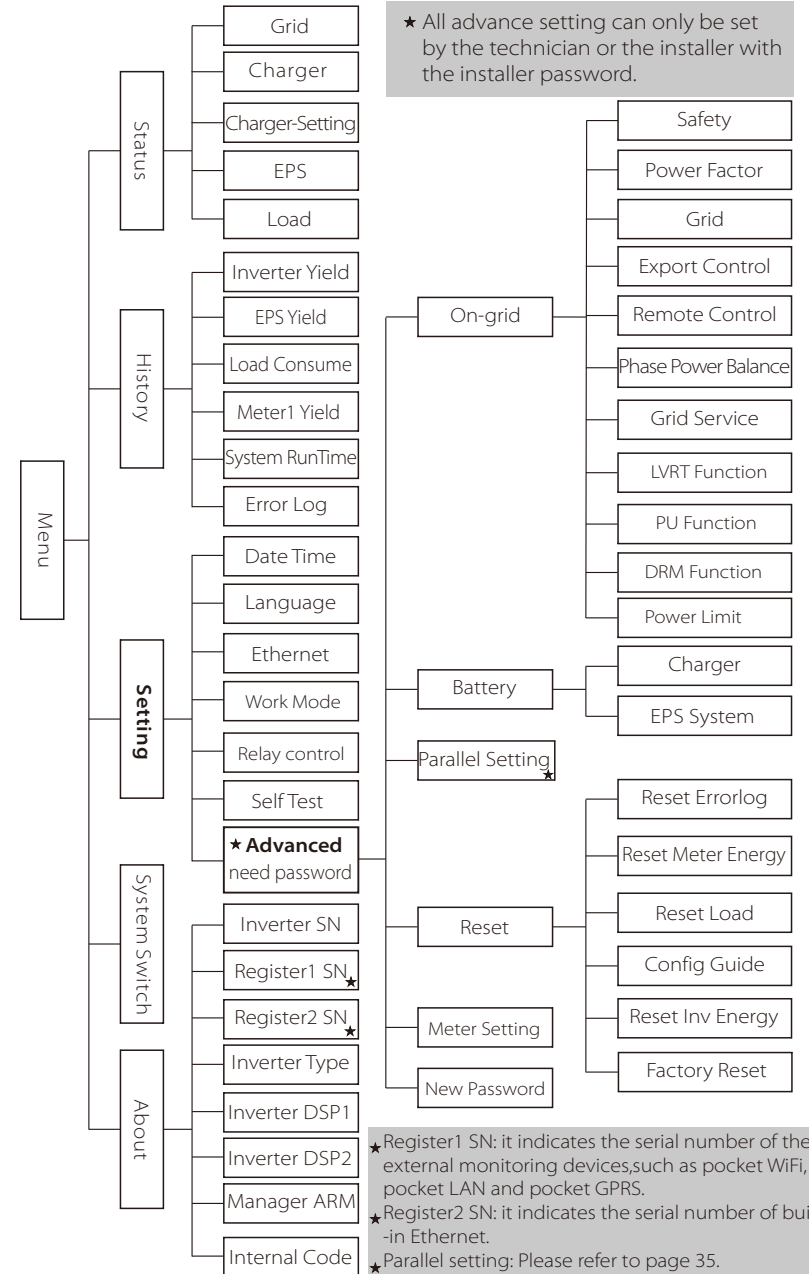 Menu
Status
Grid
Charger
Charger-Setting
EPS
Load
History
Inverter Yield
EPS Yield
Load Consume
Meter1 Yield
System RunTime
Error Log
Setting
Date Time
Language
Ethernet
Work Mode
Relay control
Self Test
★ Advanced
need password
System Switch
About
Inverter SN
Register1 SN★
Register2 SN★
Inverter Type
Inverter DSP1
Inverter DSP2
Manager ARM
Internal Code
★ All advance setting can only be set
by the technician or the installer with
the installer password.
On-grid
Safety
Power Factor
Grid
Export Control
Remote Control
Phase Power Balance
Grid Service
LVRT Function
PU Function
DRM Function
Power Limit
Battery
Charger
EPS System
Parallel Setting★
Reset
Reset Errorlog
Reset Meter Energy
Reset Load
Config Guide
Reset Inv Energy
Factory Reset
Meter Setting
New Password
★Register1 SN: it indicates the serial number of the
external monitoring devices,such as pocket WiFi,
pocket LAN and pocket GPRS.
★Register2 SN: it indicates the serial number of bui
-in Ethernet.
★Parallel setting: Please refer to page 35.